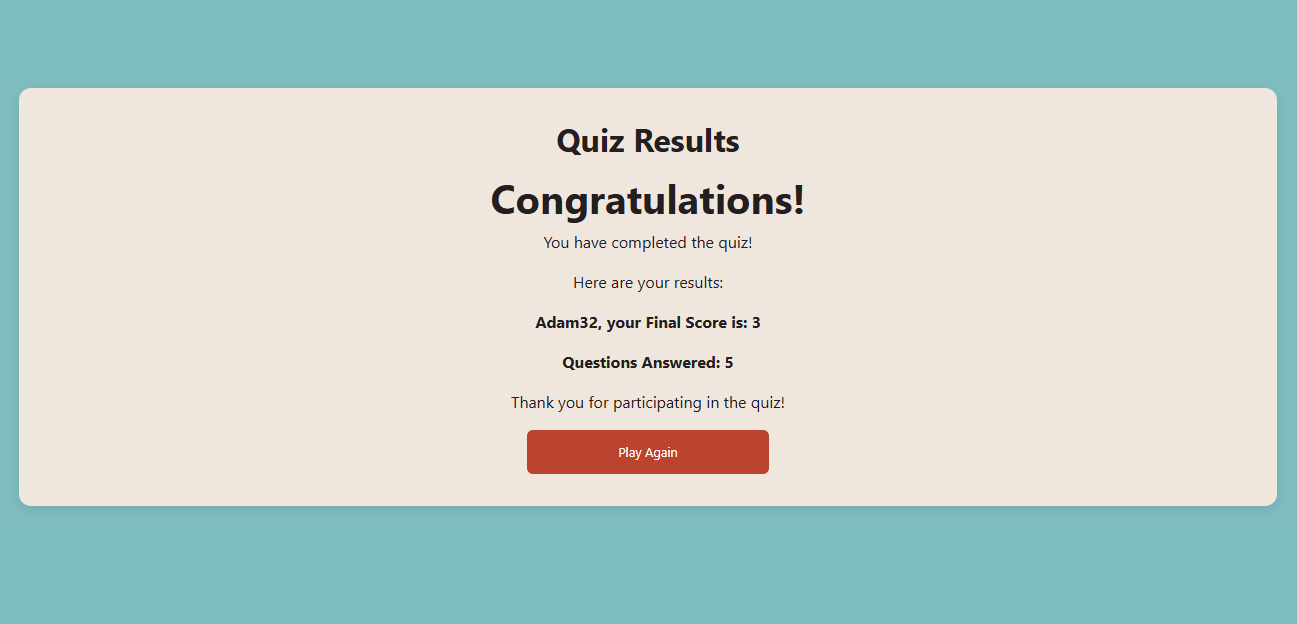 Quiz Results
Congratulations!
You have completed the quiz!
Here are your results:
Adam32, your Final Score is: 3
Questions Answered: 5
Thank you for participating in the quiz!
Play Again